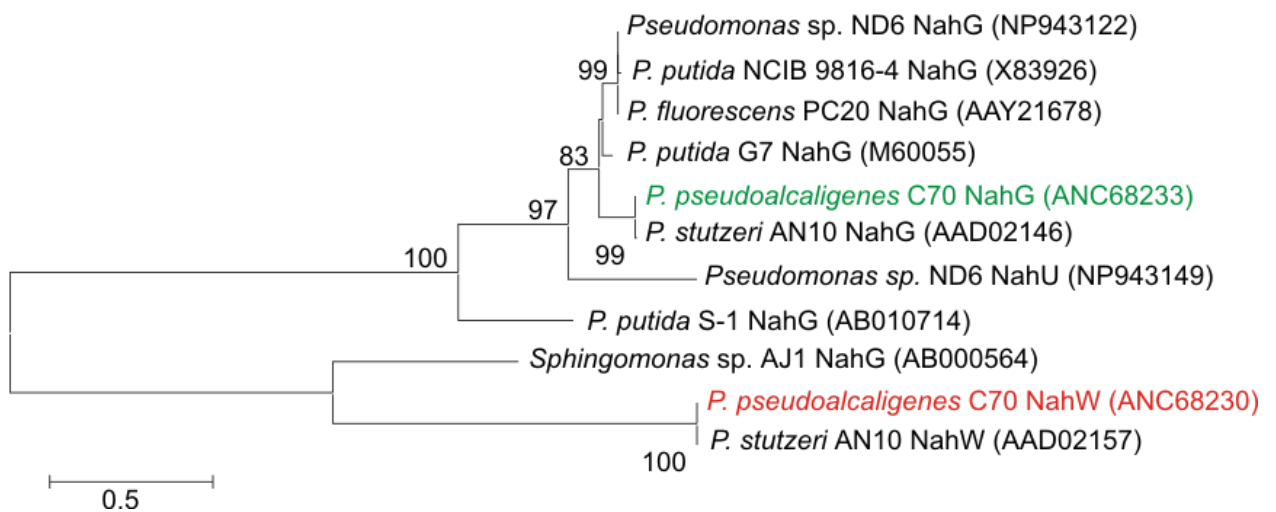 Pseudomonas sp. ND6 NahG (NP943122)
99
P. putida NCIB 9816-4 NahG (X83926)
P. fluorescens PC20 NahG (AAY21678)
83
P. putida G7 NahG (M60055)
P. pseudoalcaligenes C70 NahG (ANC68233)
97
P. stutzeri AN10 NahG (AAD02146)
100
99
Pseudomonas sp. ND6 NahU (NP943149)
P. putida S-1 NahG (AB010714)
Sphingomonas sp. AJ1 NahG (AB000564)
P. pseudoalcaligenes C70 NahW (ANC68230)
P. stutzeri AN10 NahW (AAD02157)
100
0.5